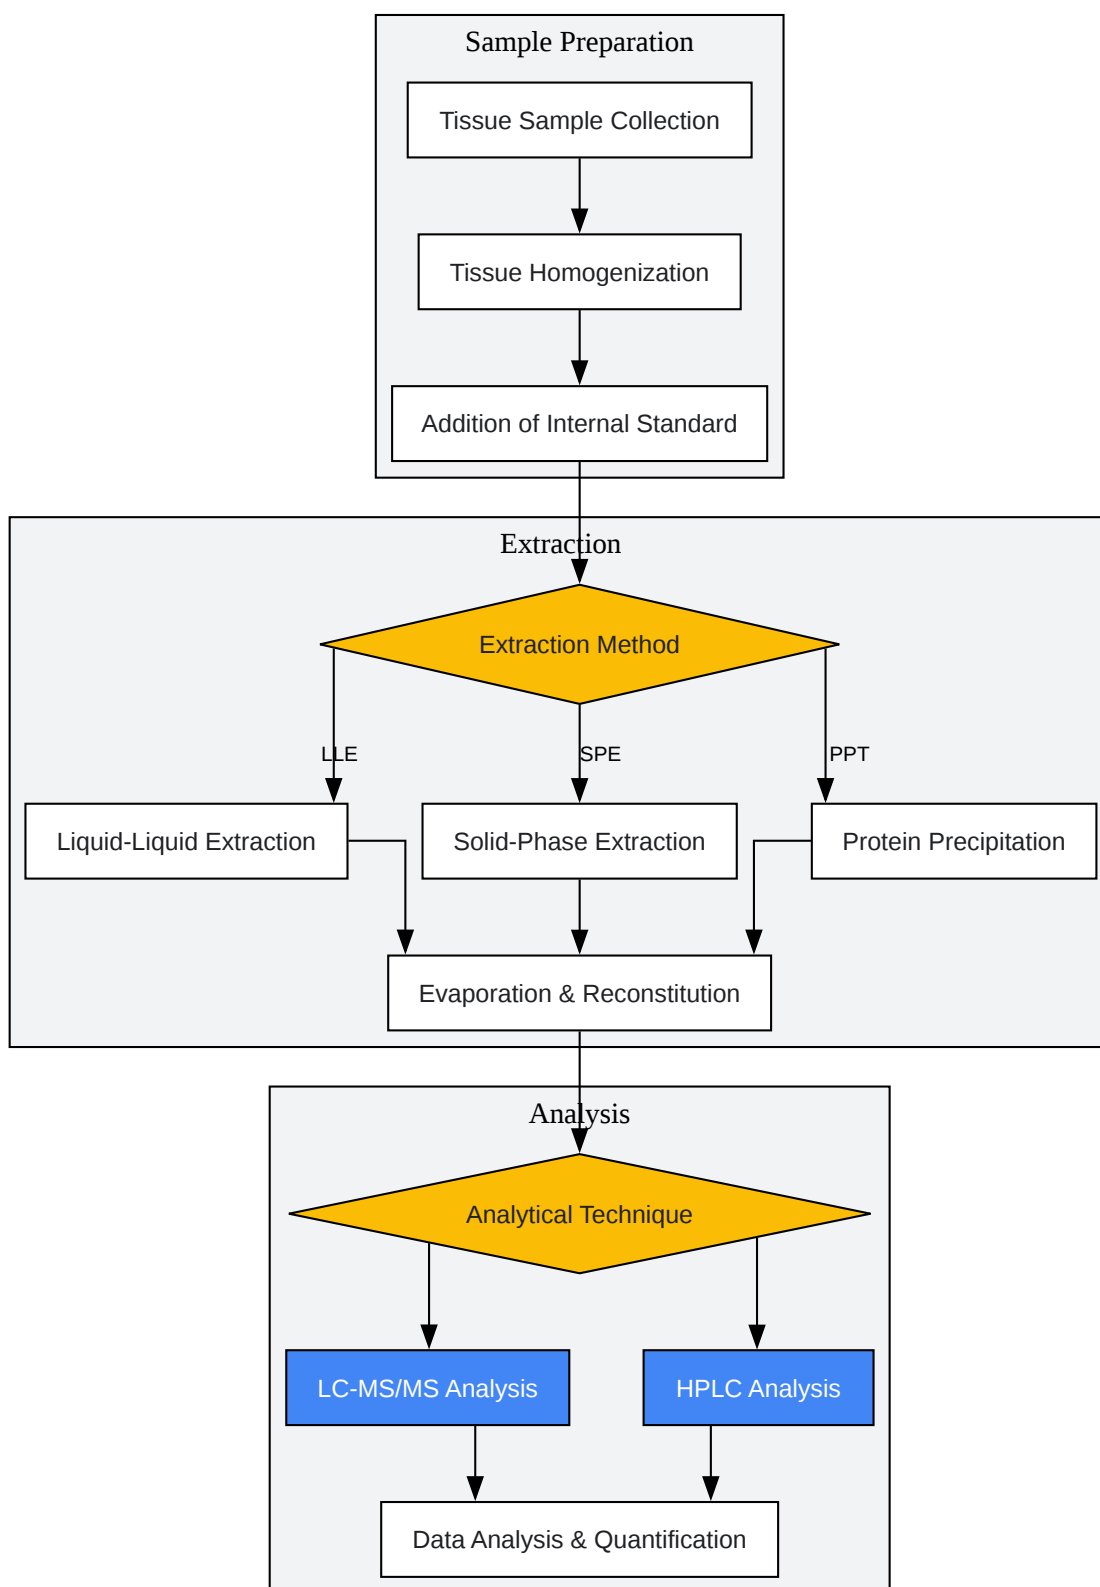 Sample Preparation
Tissue Sample Collection
Tissue Homogenization
Addition of Internal Standard
Extraction
Extraction Method
LLE
SPE
PPT
Liquid-Liquid Extraction
Solid-Phase Extraction
Protein Precipitation
Evaporation & Reconstitution
Analysis
Analytical Technique
LC-MS/MS Analysis
HPLC Analysis
Data Analysis & Quantification